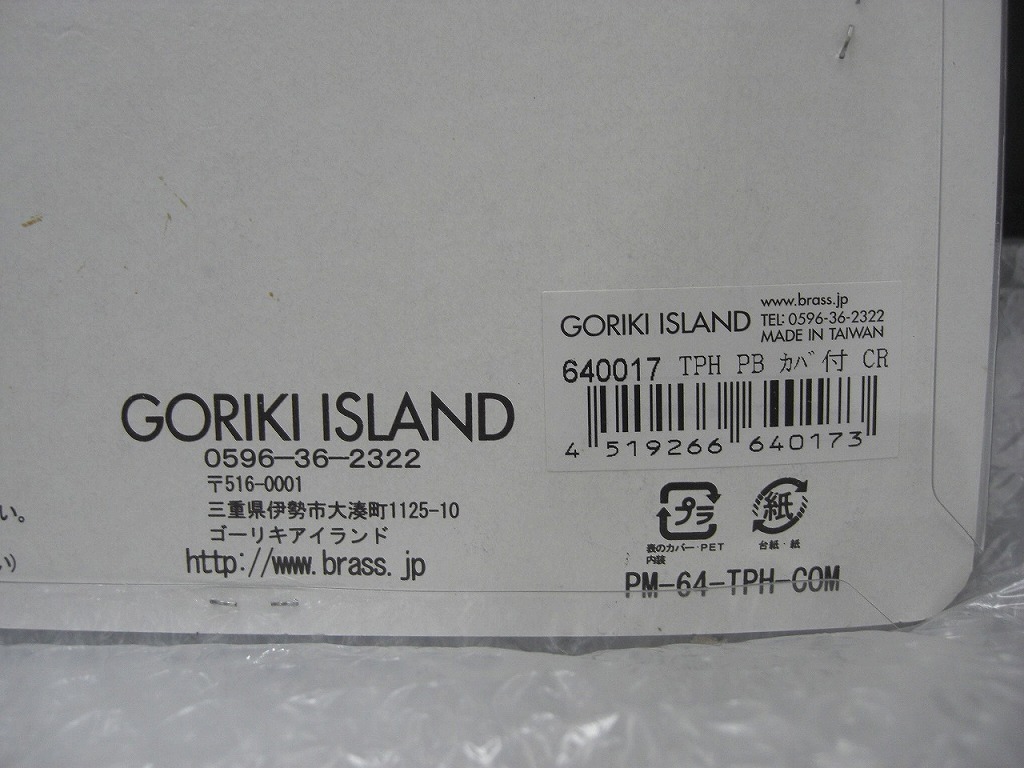 GORIKI ISLAND
www.brass.jp
TEL: 0596-36-2322
MADE IN TAIWAN
640017 TPH PB ｶﾊﾞ付 CR
4 519266 640173
GORIKI ISLAND
0596-36-2322
〒516-0001
三重県伊勢市大湊町1125-10
ゴーリキアイランド
http://www.brass.jp
い。
い）
プラ
表のカバー・PET
内装
紙
台紙・紙
PM-64-TPH-COM